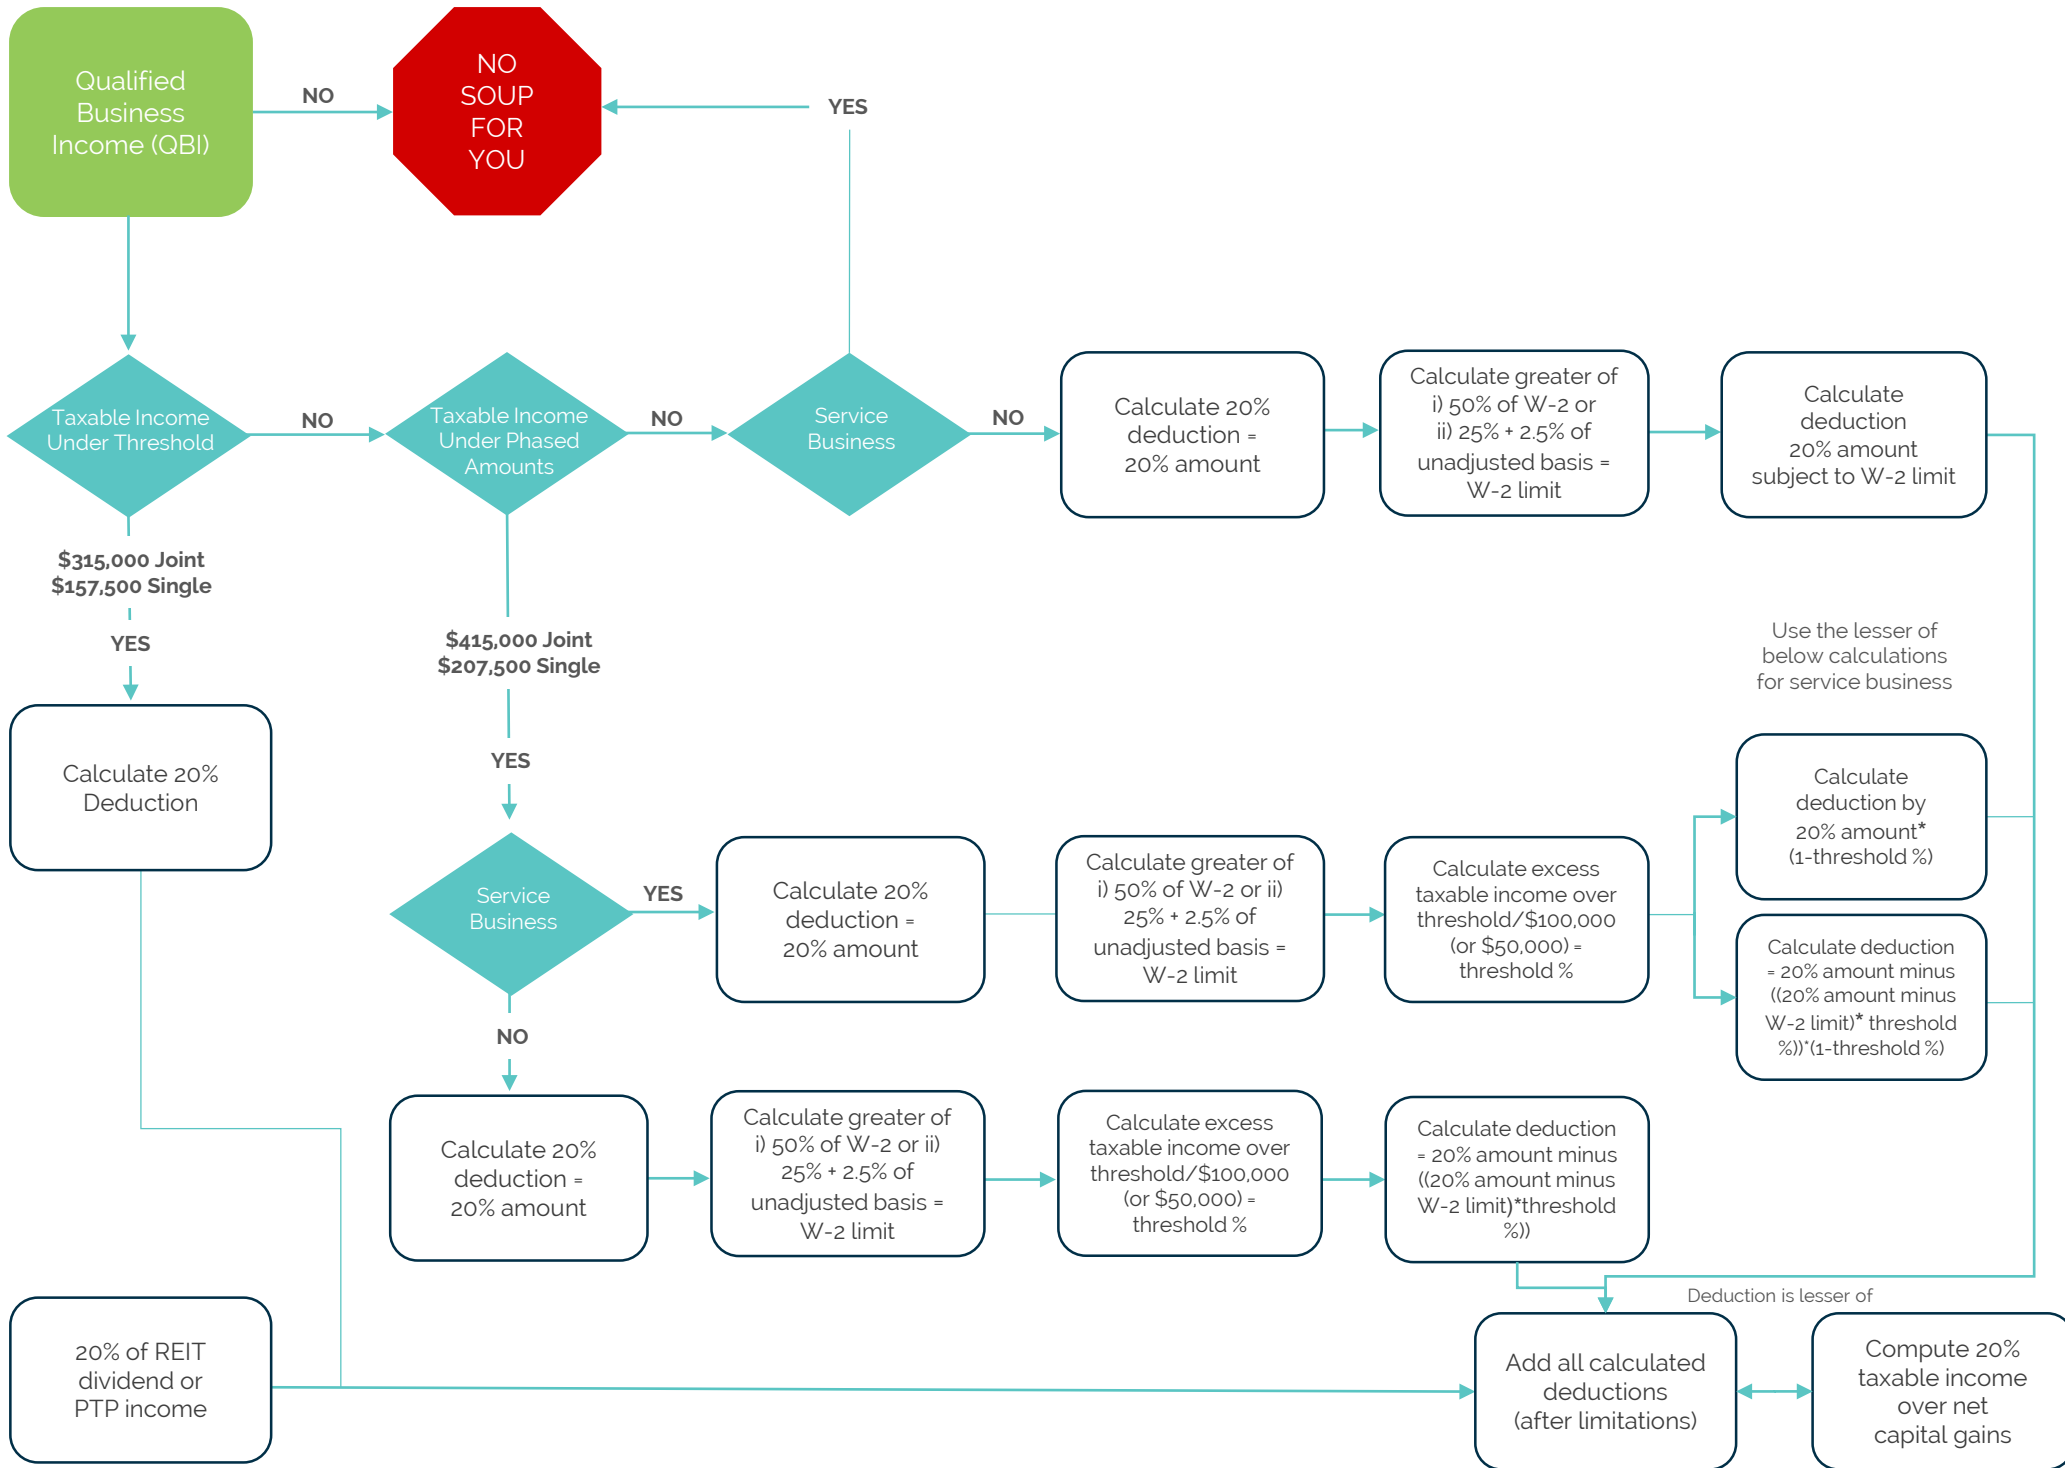 Qualified
Business
Income (QBI)
NO
NO
SOUP
FOR
YOU
YES
Taxable Income
Under Threshold
NO
Taxable Income
Under Phased
Amounts
NO
Service
Business
NO
Calculate 20%
deduction =
20% amount
Calculate greater of
i) 50% of W-2 or
ii) 25% + 2.5% of
unadjusted basis =
W-2 limit
Calculate
deduction
20% amount
subject to W-2 limit
$315,000 Joint
$157,500 Single
YES
$415,000 Joint
$207,500 Single
YES
Use the lesser of
below calculations
for service business
Calculate 20%
Deduction
Service
Business
YES
Calculate 20%
deduction =
20% amount
Calculate greater of
i) 50% of W-2 or ii)
25% + 2.5% of
unadjusted basis =
W-2 limit
Calculate excess
taxable income over
threshold/$100,000
(or $50,000) =
threshold %
Calculate
deduction by
20% amount*
(1-threshold %)
Calculate deduction
= 20% amount minus
((20% amount minus
W-2 limit)* threshold
%))*(1-threshold %)
NO
Calculate 20%
deduction =
20% amount
Calculate greater of
i) 50% of W-2 or ii)
25% + 2.5% of
unadjusted basis =
W-2 limit
Calculate excess
taxable income over
threshold/$100,000
(or $50,000) =
threshold %
Calculate deduction
= 20% amount minus
((20% amount minus
W-2 limit)*threshold
%))
Deduction is lesser of
20% of REIT
dividend or
PTP income
Add all calculated
deductions
(after limitations)
Compute 20%
taxable income
over net
capital gains